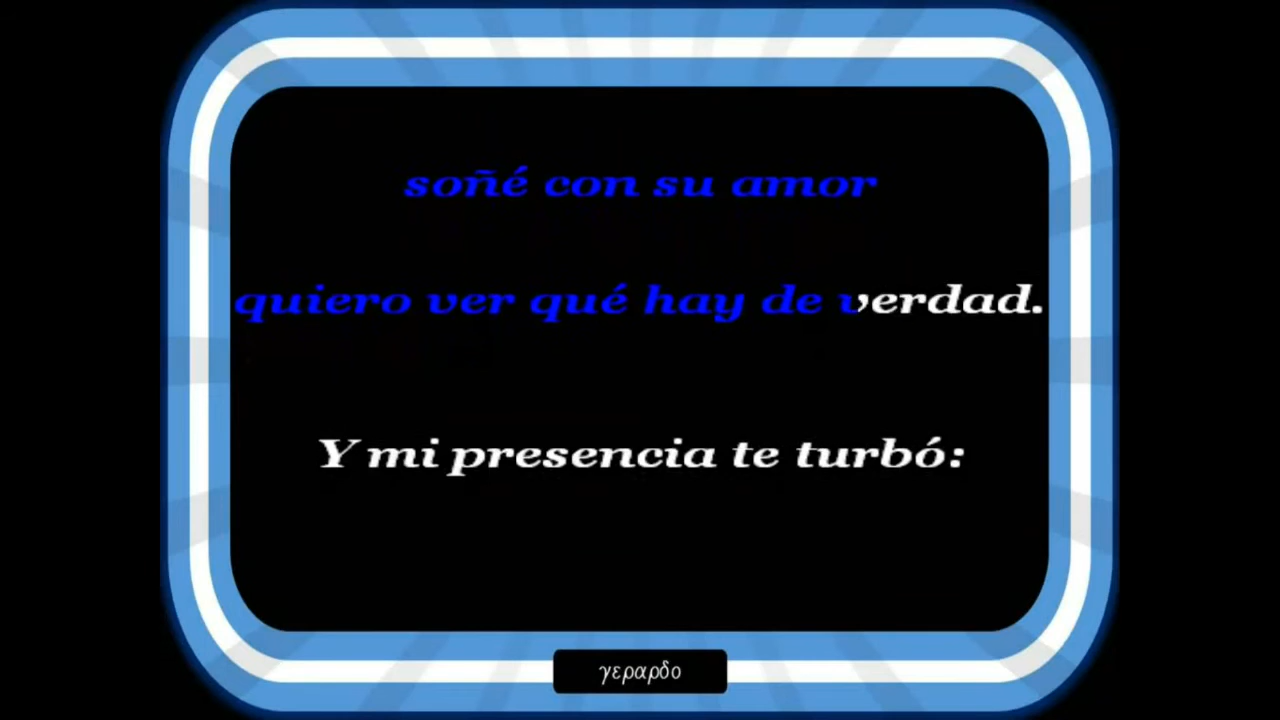 soñé con su amor
quiero ver qué hay de verdad.
Y mi presencia te turbó:
γεραρδο